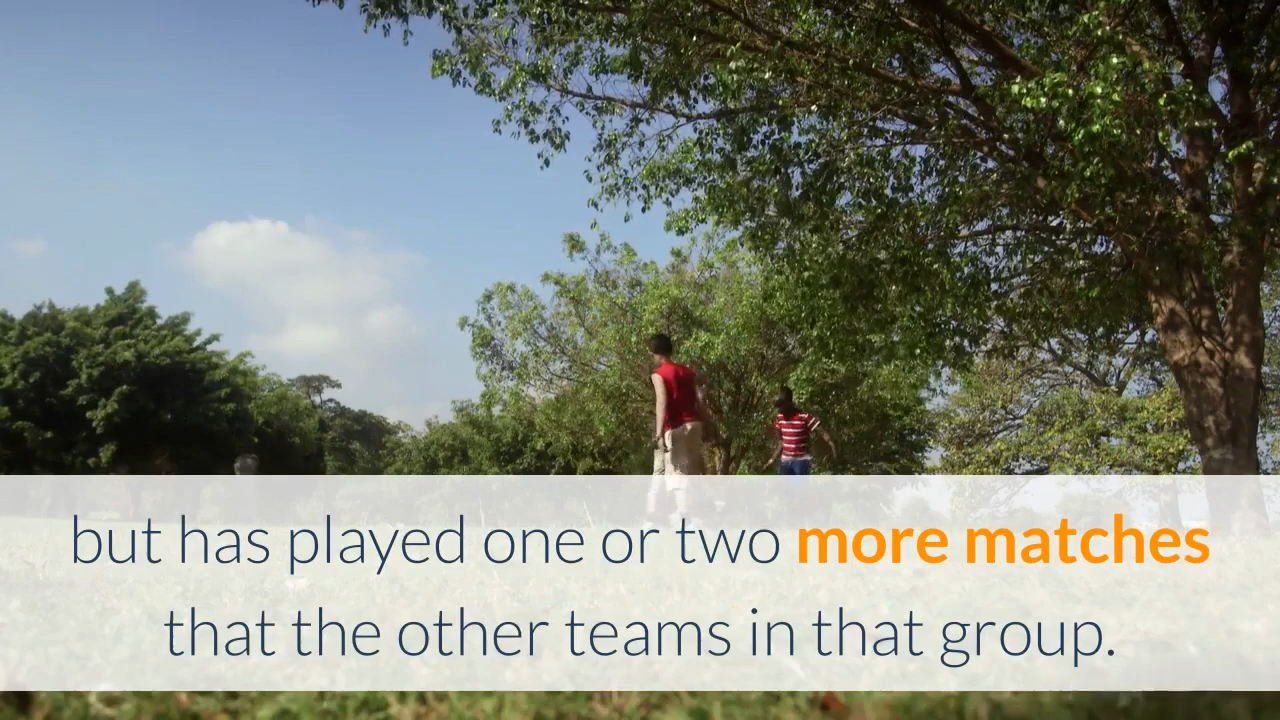 but has played one or two more matches
that the other teams in that group.